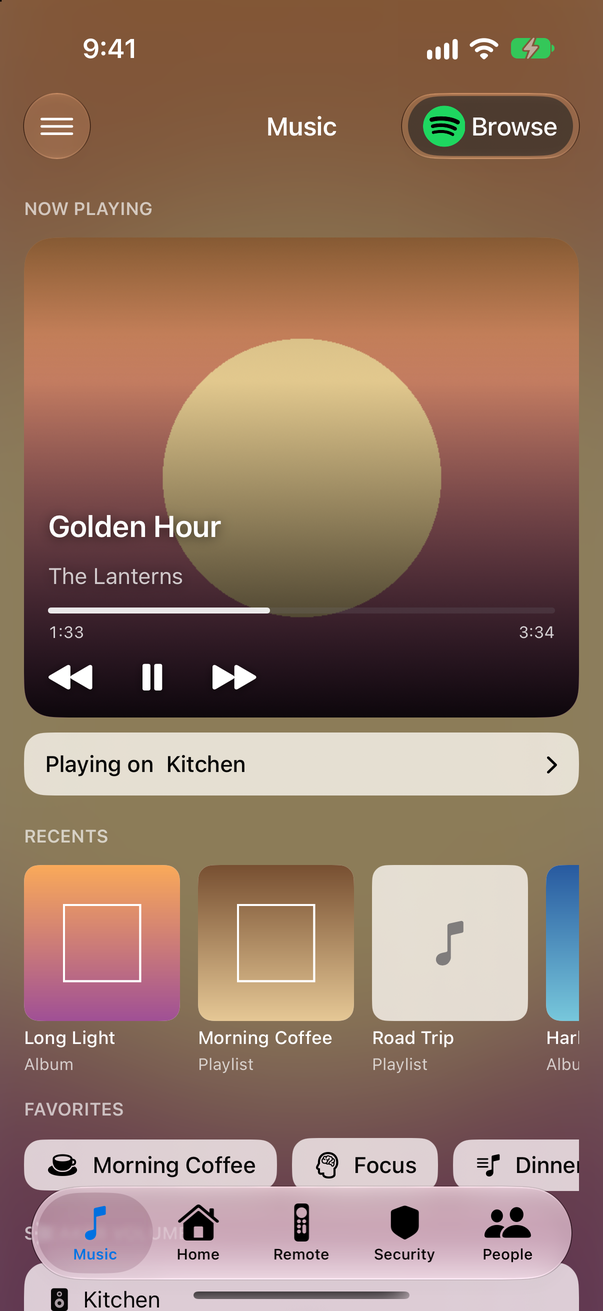 9:41
Music
Browse
NOW PLAYING
Golden Hour
The Lanterns
1:33
3:34
Playing on Kitchen
RECENTS
Long Light
Album
Morning Coffee
Playlist
Road Trip
Playlist
FAVORITES
Morning Coffee
Focus
Music
Home
Remote
Security
People
Kitchen